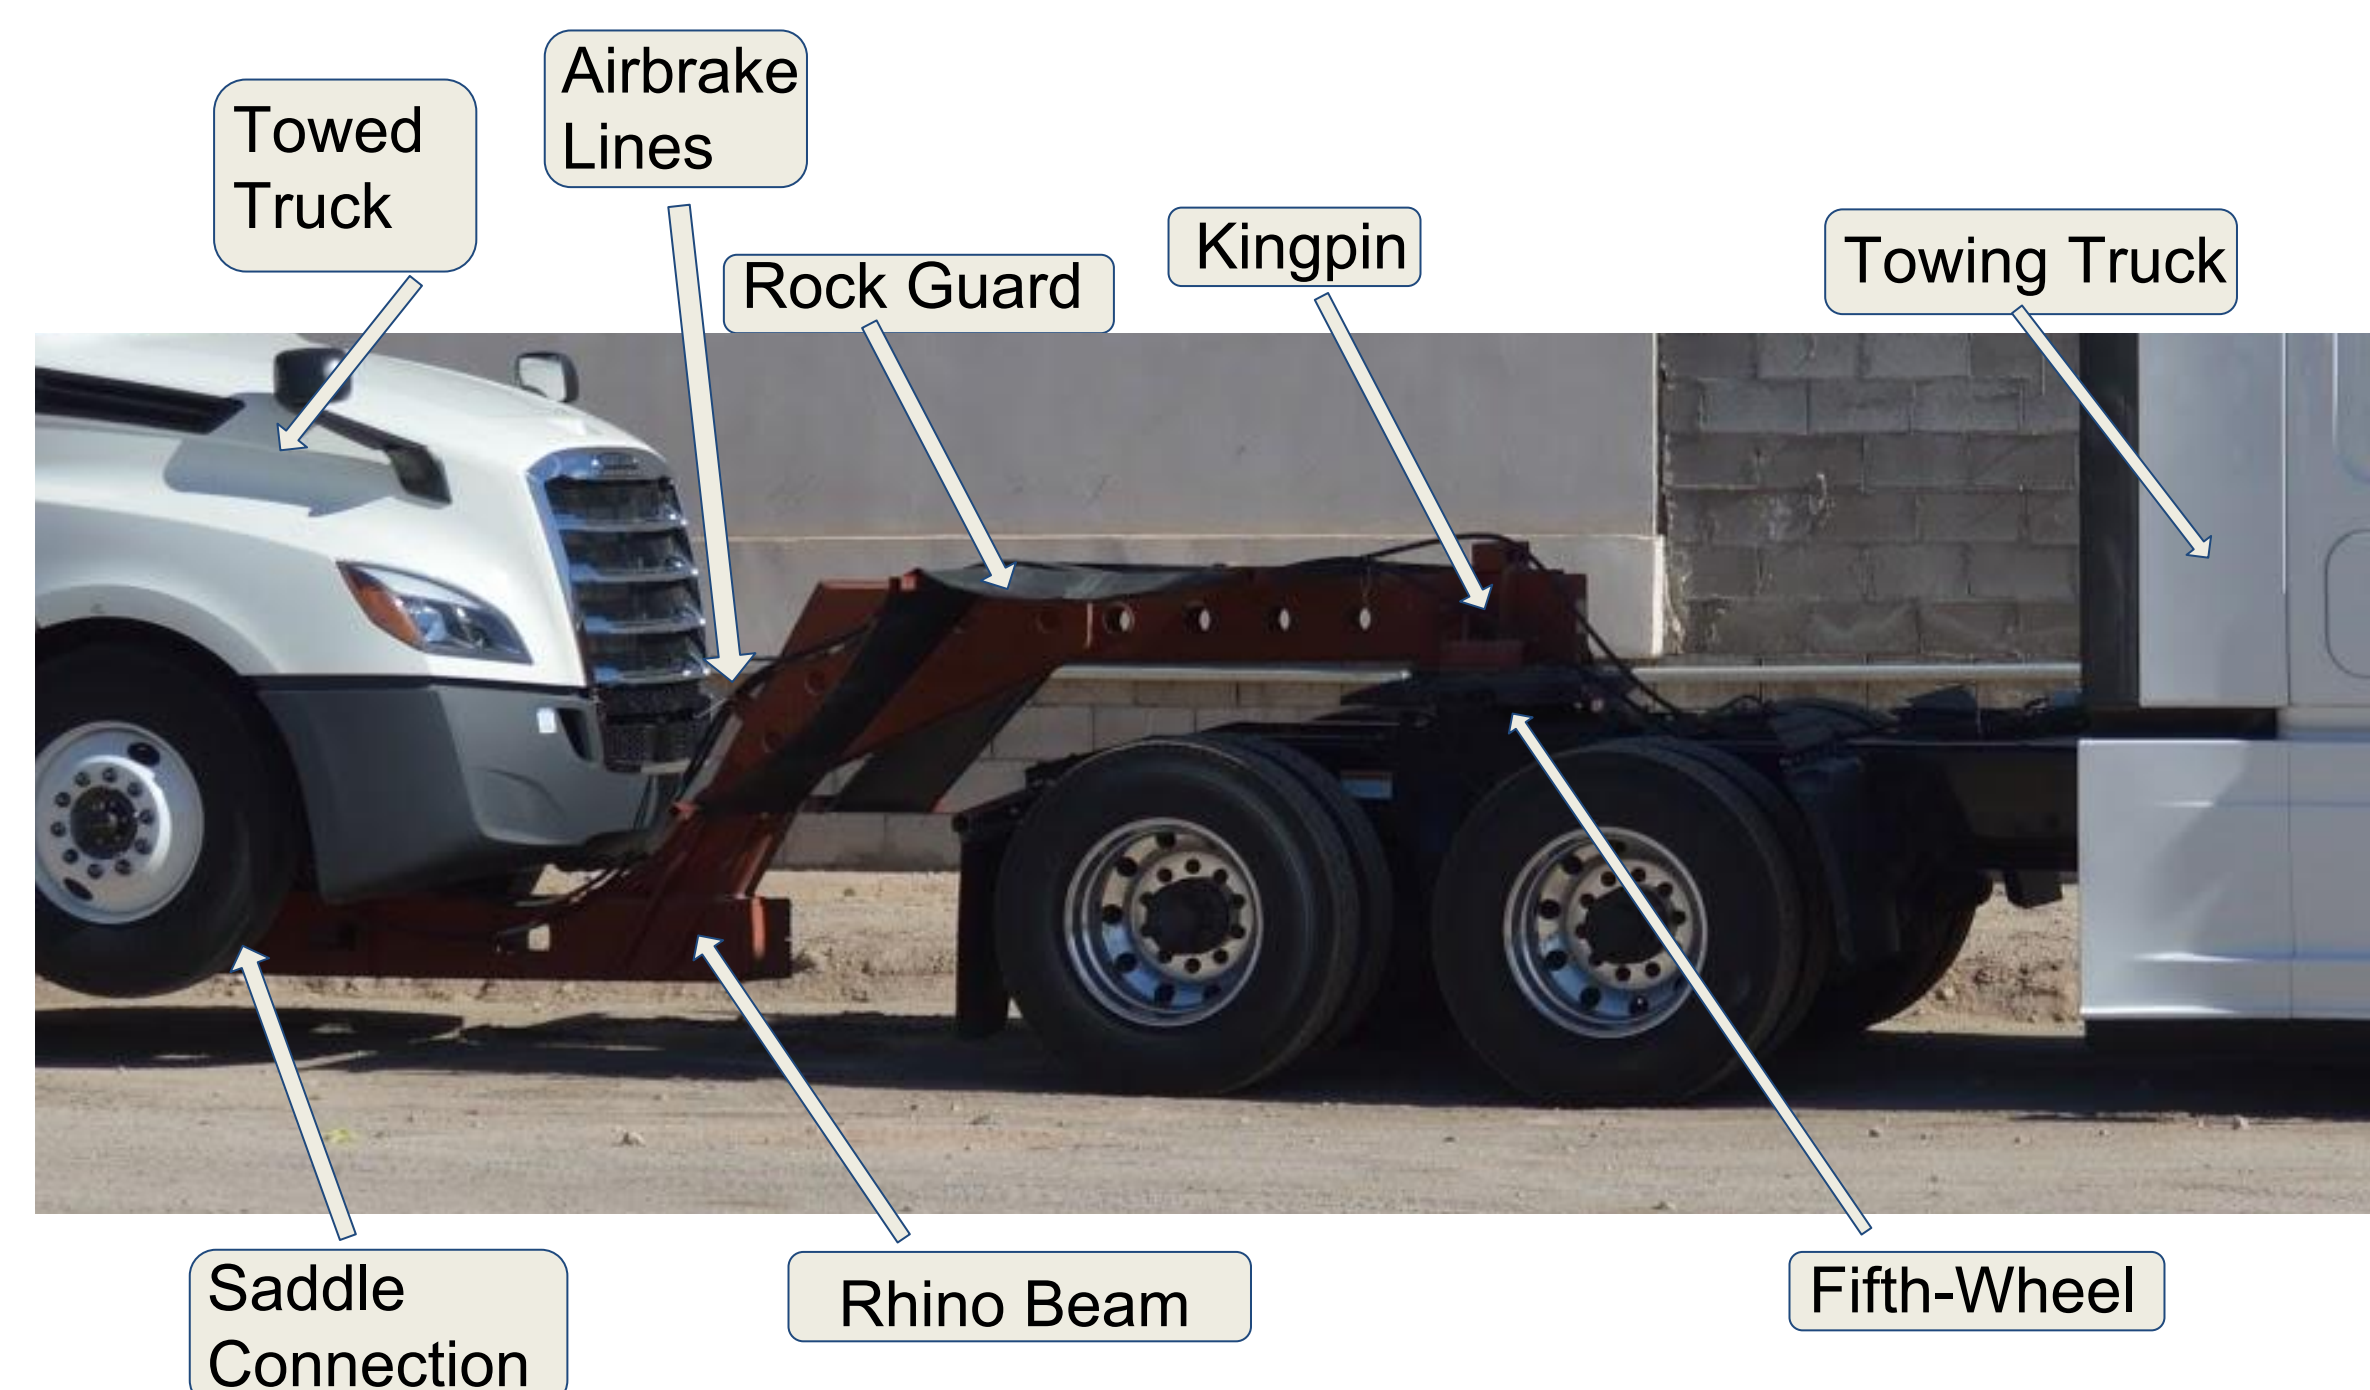 Airbrake
Lines
Towed
Truck
Rock Guard
Kingpin
Towing Truck
Saddle
Connection
Rhino Beam
Fifth-Wheel